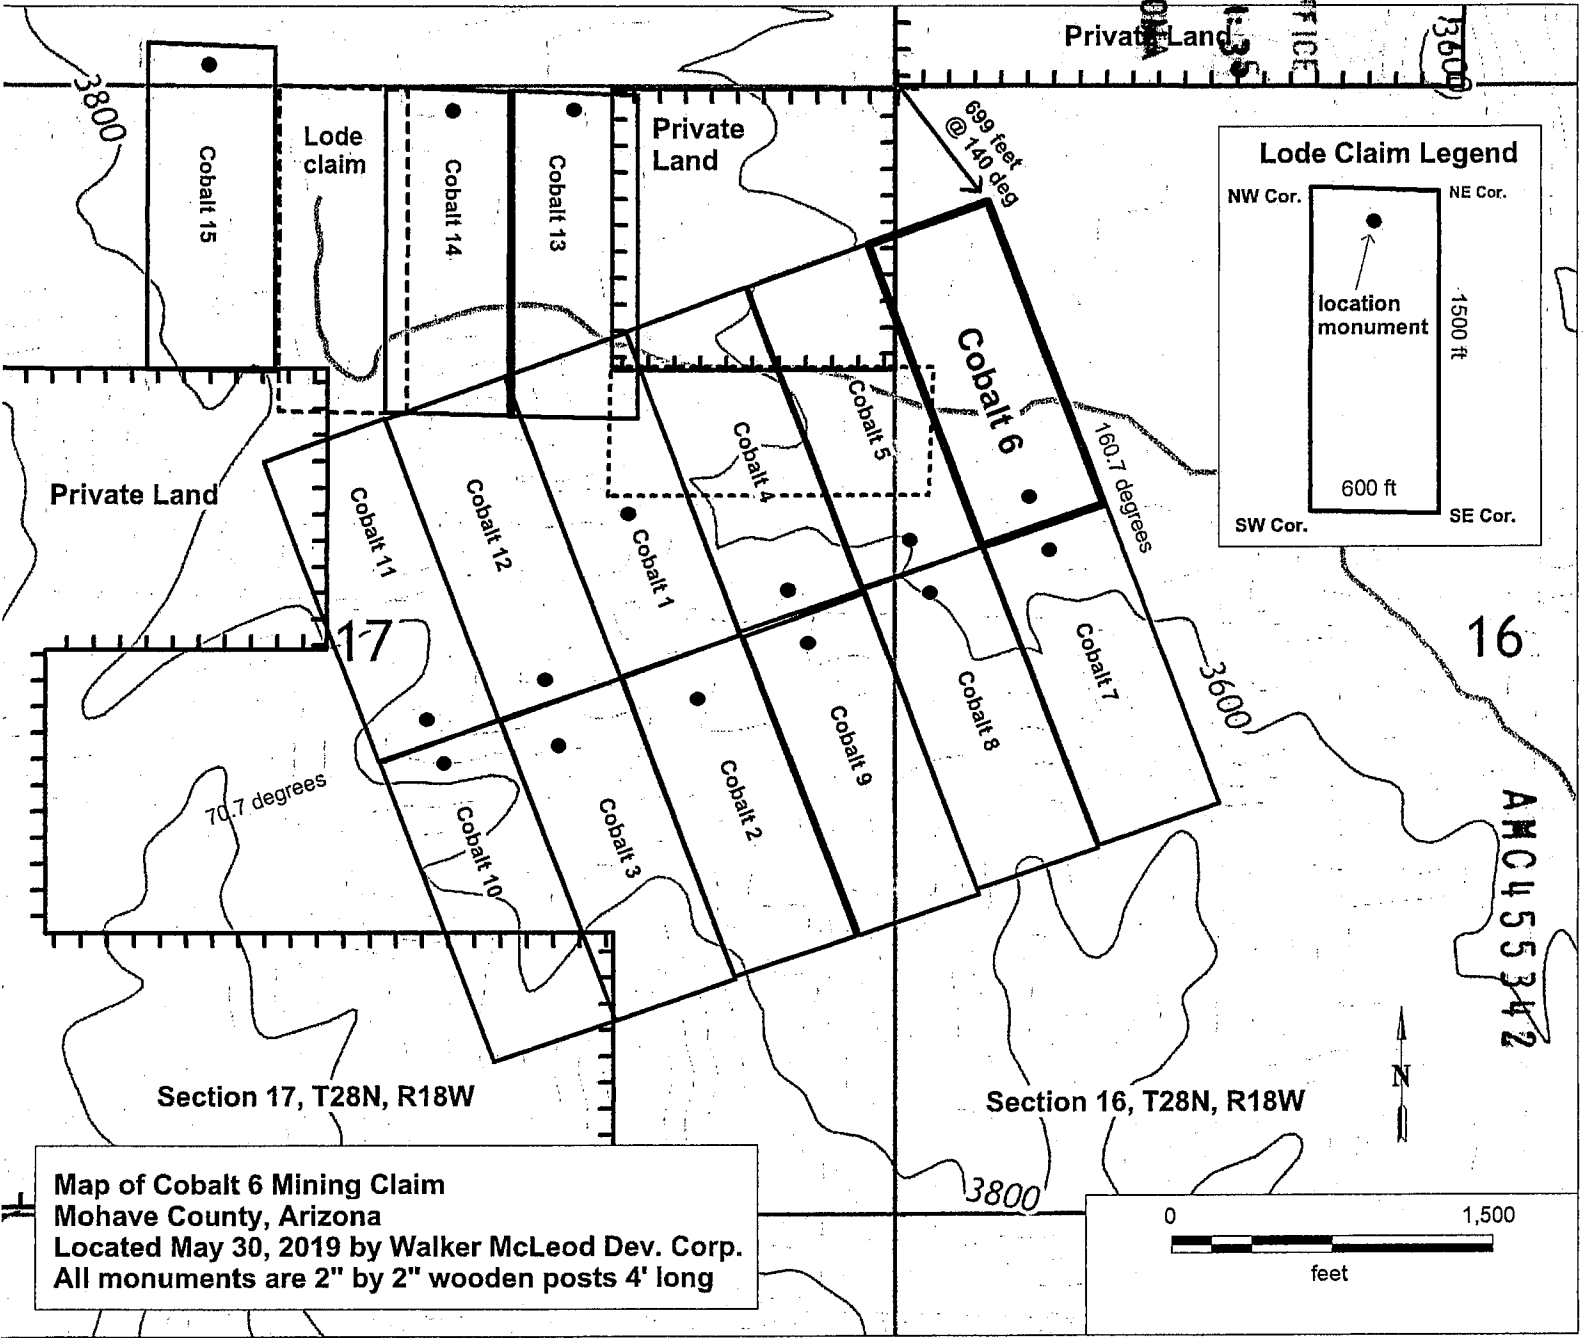 Private Land
3600
3800
699 feet
@ 140 deg
Lode
claim
Private
Land
Cobalt 15
Cobalt 14
Cobalt 13
Lode Claim Legend
NW Cor.
NE Cor.
location
monument
1500 ft
600 ft
SW Cor.
SE Cor.
Cobalt 6
Cobalt 5
Cobalt 4
160.7 degrees
Private Land
Cobalt 11
Cobalt 12
Cobalt 1
17
16
Cobalt 7
Cobalt 8
3600
Cobalt 9
Cobalt 2
Cobalt 3
Cobalt 10
70.7 degrees
AMC455342
N
Section 17, T28N, R18W
Section 16, T28N, R18W
3800
Map of Cobalt 6 Mining Claim
Mohave County, Arizona
Located May 30, 2019 by Walker McLeod Dev. Corp.
All monuments are 2" by 2" wooden posts 4' long
0 1,500
feet